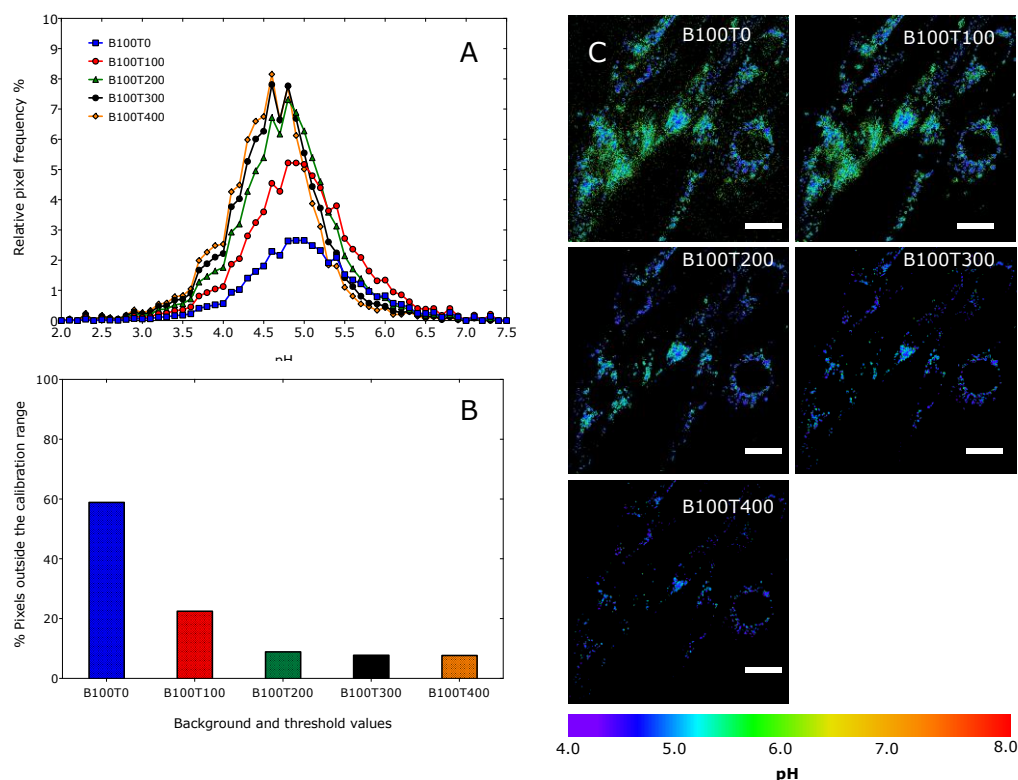 A
Relative pixel frequency %
10
9
8
7
6
5
4
3
2
1
0
B100T0
B100T100
B100T200
B100T300
B100T400
2.0 2.5 3.0 3.5 4.0 4.5 5.0 5.5 6.0 6.5 7.0 7.5
pH
B
% Pixels outside the calibration range
100
80
60
40
20
0
B100T0 B100T100 B100T200 B100T300 B100T400
Background and threshold values
C
B100T0
B100T100
B100T200
B100T300
B100T400
4.0 5.0 6.0 7.0 8.0
pH